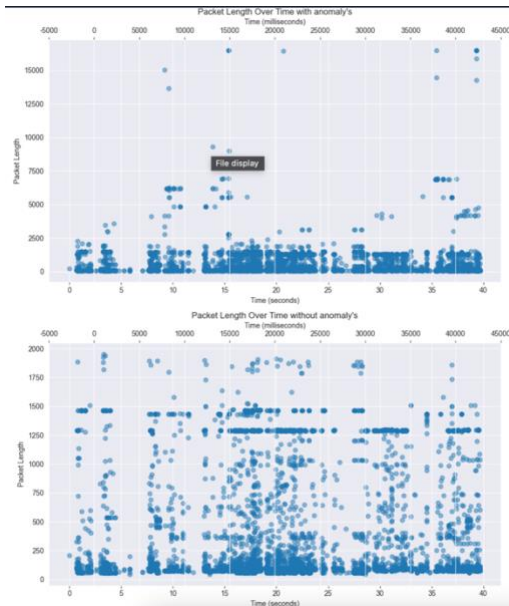 Packet Length Over Time with anomaly's
Time (milliseconds)
-5000 0 5000 10000 15000 20000 25000 30000 35000 40000 45000
15000
12500
10000
7500
5000
2500
0
Packet Length
File display
0 5 10 15 20 25 30 35 40
Time (seconds)
Packet Length Over Time without anomaly's
Time (milliseconds)
-5000 0 5000 10000 15000 20000 25000 30000 35000 40000 45000
2000
1750
1500
1250
1000
750
500
250
0
Packet Length
0 5 10 15 20 25 30 35 40
Time (seconds)